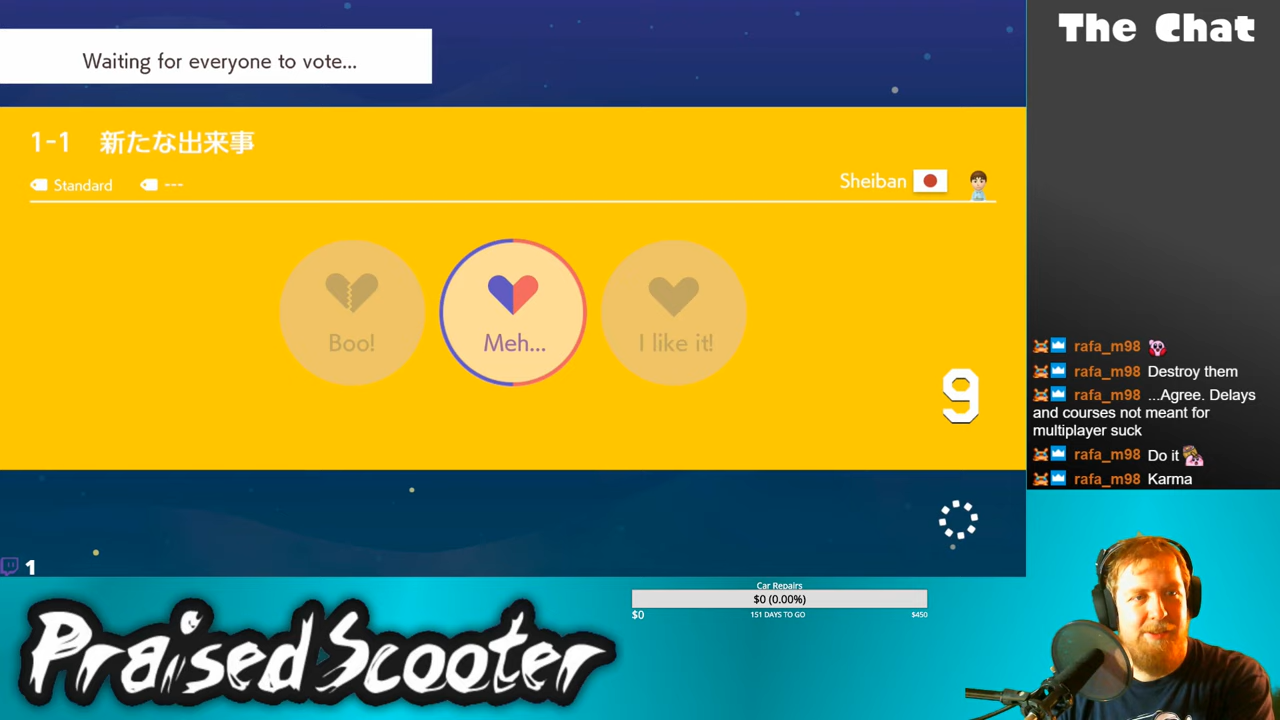 The Chat
Waiting for everyone to vote...
1-1 新たな出来事
Standard ---
Sheiban
Boo!
Meh...
I like it!
9
rafa_m98
rafa_m98 Destroy them
rafa_m98 ...Agree. Delays
and courses not meant for
multiplayer suck
rafa_m98 Do it
rafa_m98 Karma
1
Car Repairs
$0 (0.00%)
$0 151 DAYS TO GO $450
PraisedScooter